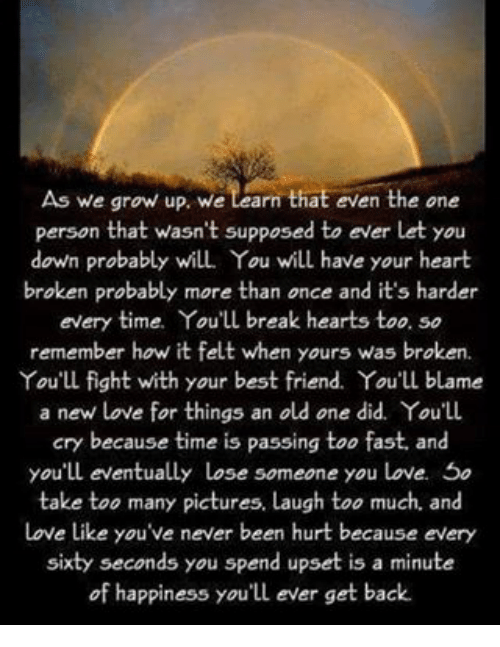 As we grow up, we Learn that even the one
person that wasn't supposed to ever Let you
down probably will. You will have your heart
broken probably more than once and it's harder
every time. You'll break hearts too, so
remember how it felt when yours was broken.
You'll fight with your best friend. You'll blame
a new Love for things an old one did. You'll
cry because time is passing too fast, and
you'll eventually Lose someone you Love. So
take too many pictures, Laugh too much, and
Love Like you've never been hurt because every
sixty seconds you spend upset is a minute
of happiness you'll ever get back.